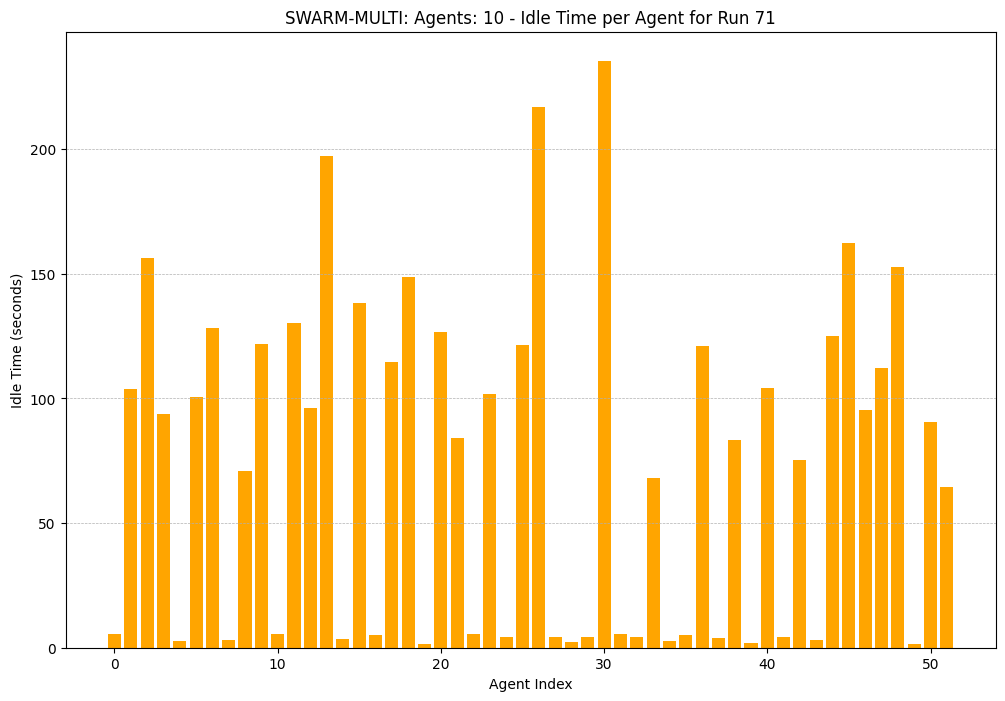 SWARM-MULTI: Agents: 10 - Idle Time per Agent for Run 71
Idle Time (seconds)
200
150
100
50
0
0 10 20 30 40 50
Agent Index